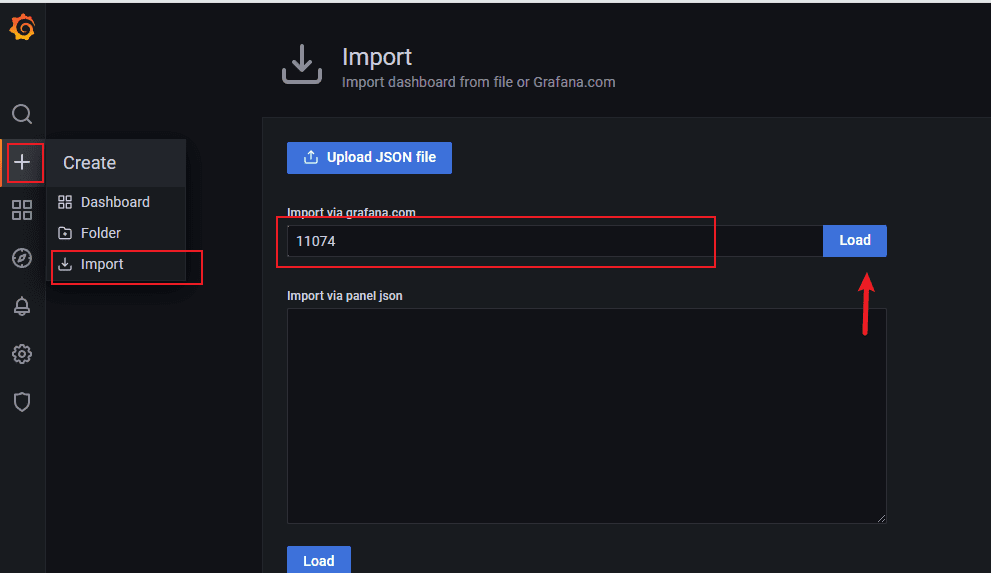 Import
Import dashboard from file or Grafana.com
Create
Dashboard
Folder
Import
Upload JSON file
Import via grafana.com
11074
Load
Import via panel json
Load